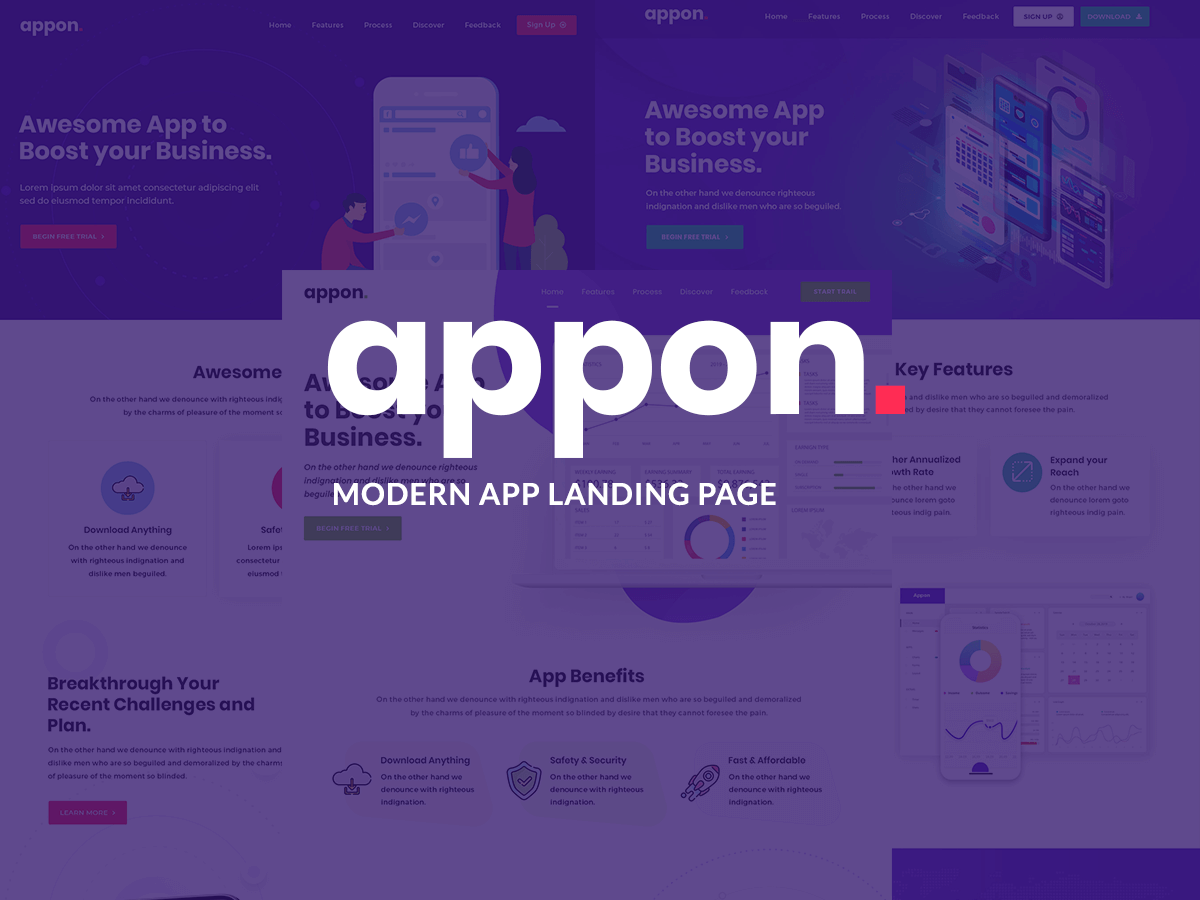 appon.
Home Features Process Discover Feedback Sign Up
Awesome App to
Boost your Business.
Lorem ipsum dolor sit amet consectetur adipiscing elit
sed do eiusmod tempor incididunt.
BEGIN FREE TRIAL
appon.
Home Features Process Discover Feedback SIGN UP DOWNLOAD
Awesome App
to Boost your
Business.
On the other hand we denounce righteous
indignation and dislike men who are so beguiled.
BEGIN FREE TRIAL
appon.
Home Features Process Discover Feedback START TRAIL
appon.
MODERN APP LANDING PAGE
Awesome App
to Boost your
Business.
On the other hand we denounce righteous
indignation and dislike men who are so
BEGIN FREE TRIAL
Awesome
On the other hand we denounce with righteous
by the charms of pleasure of the moment
Download Anything
On the other hand we denounce
with righteous indignation and
dislike men beguiled.
Lorem
consectetur
eiusmod
Key Features
and dislike men who are so beguiled and demoralized
by desire that they cannot foresee the pain.
Annualized
Rate
the other hand we
lorem goto
indig pain.
Expand your
Reach
On the other hand we
denounce lorem goto
righteous indig pain.
Appon
Breakthrough Your
Recent Challenges and
Plan.
On the other hand we denounce with righteous indignation and
dislike men who are so beguiled and demoralized by the charms
of pleasure of the moment so blinded.
LEARN MORE
App Benefits
On the other hand we denounce with righteous indignation and dislike men who are so beguiled and demoralized
by the charms of pleasure of the moment so blinded by desire that they cannot foresee the pain.
Download Anything
On the other hand we
denounce with righteous
indignation.
Safety & Security
On the other hand we
denounce with righteous
indignation.
Fast & Affordable
On the other hand we
denounce with righteous
indignation.